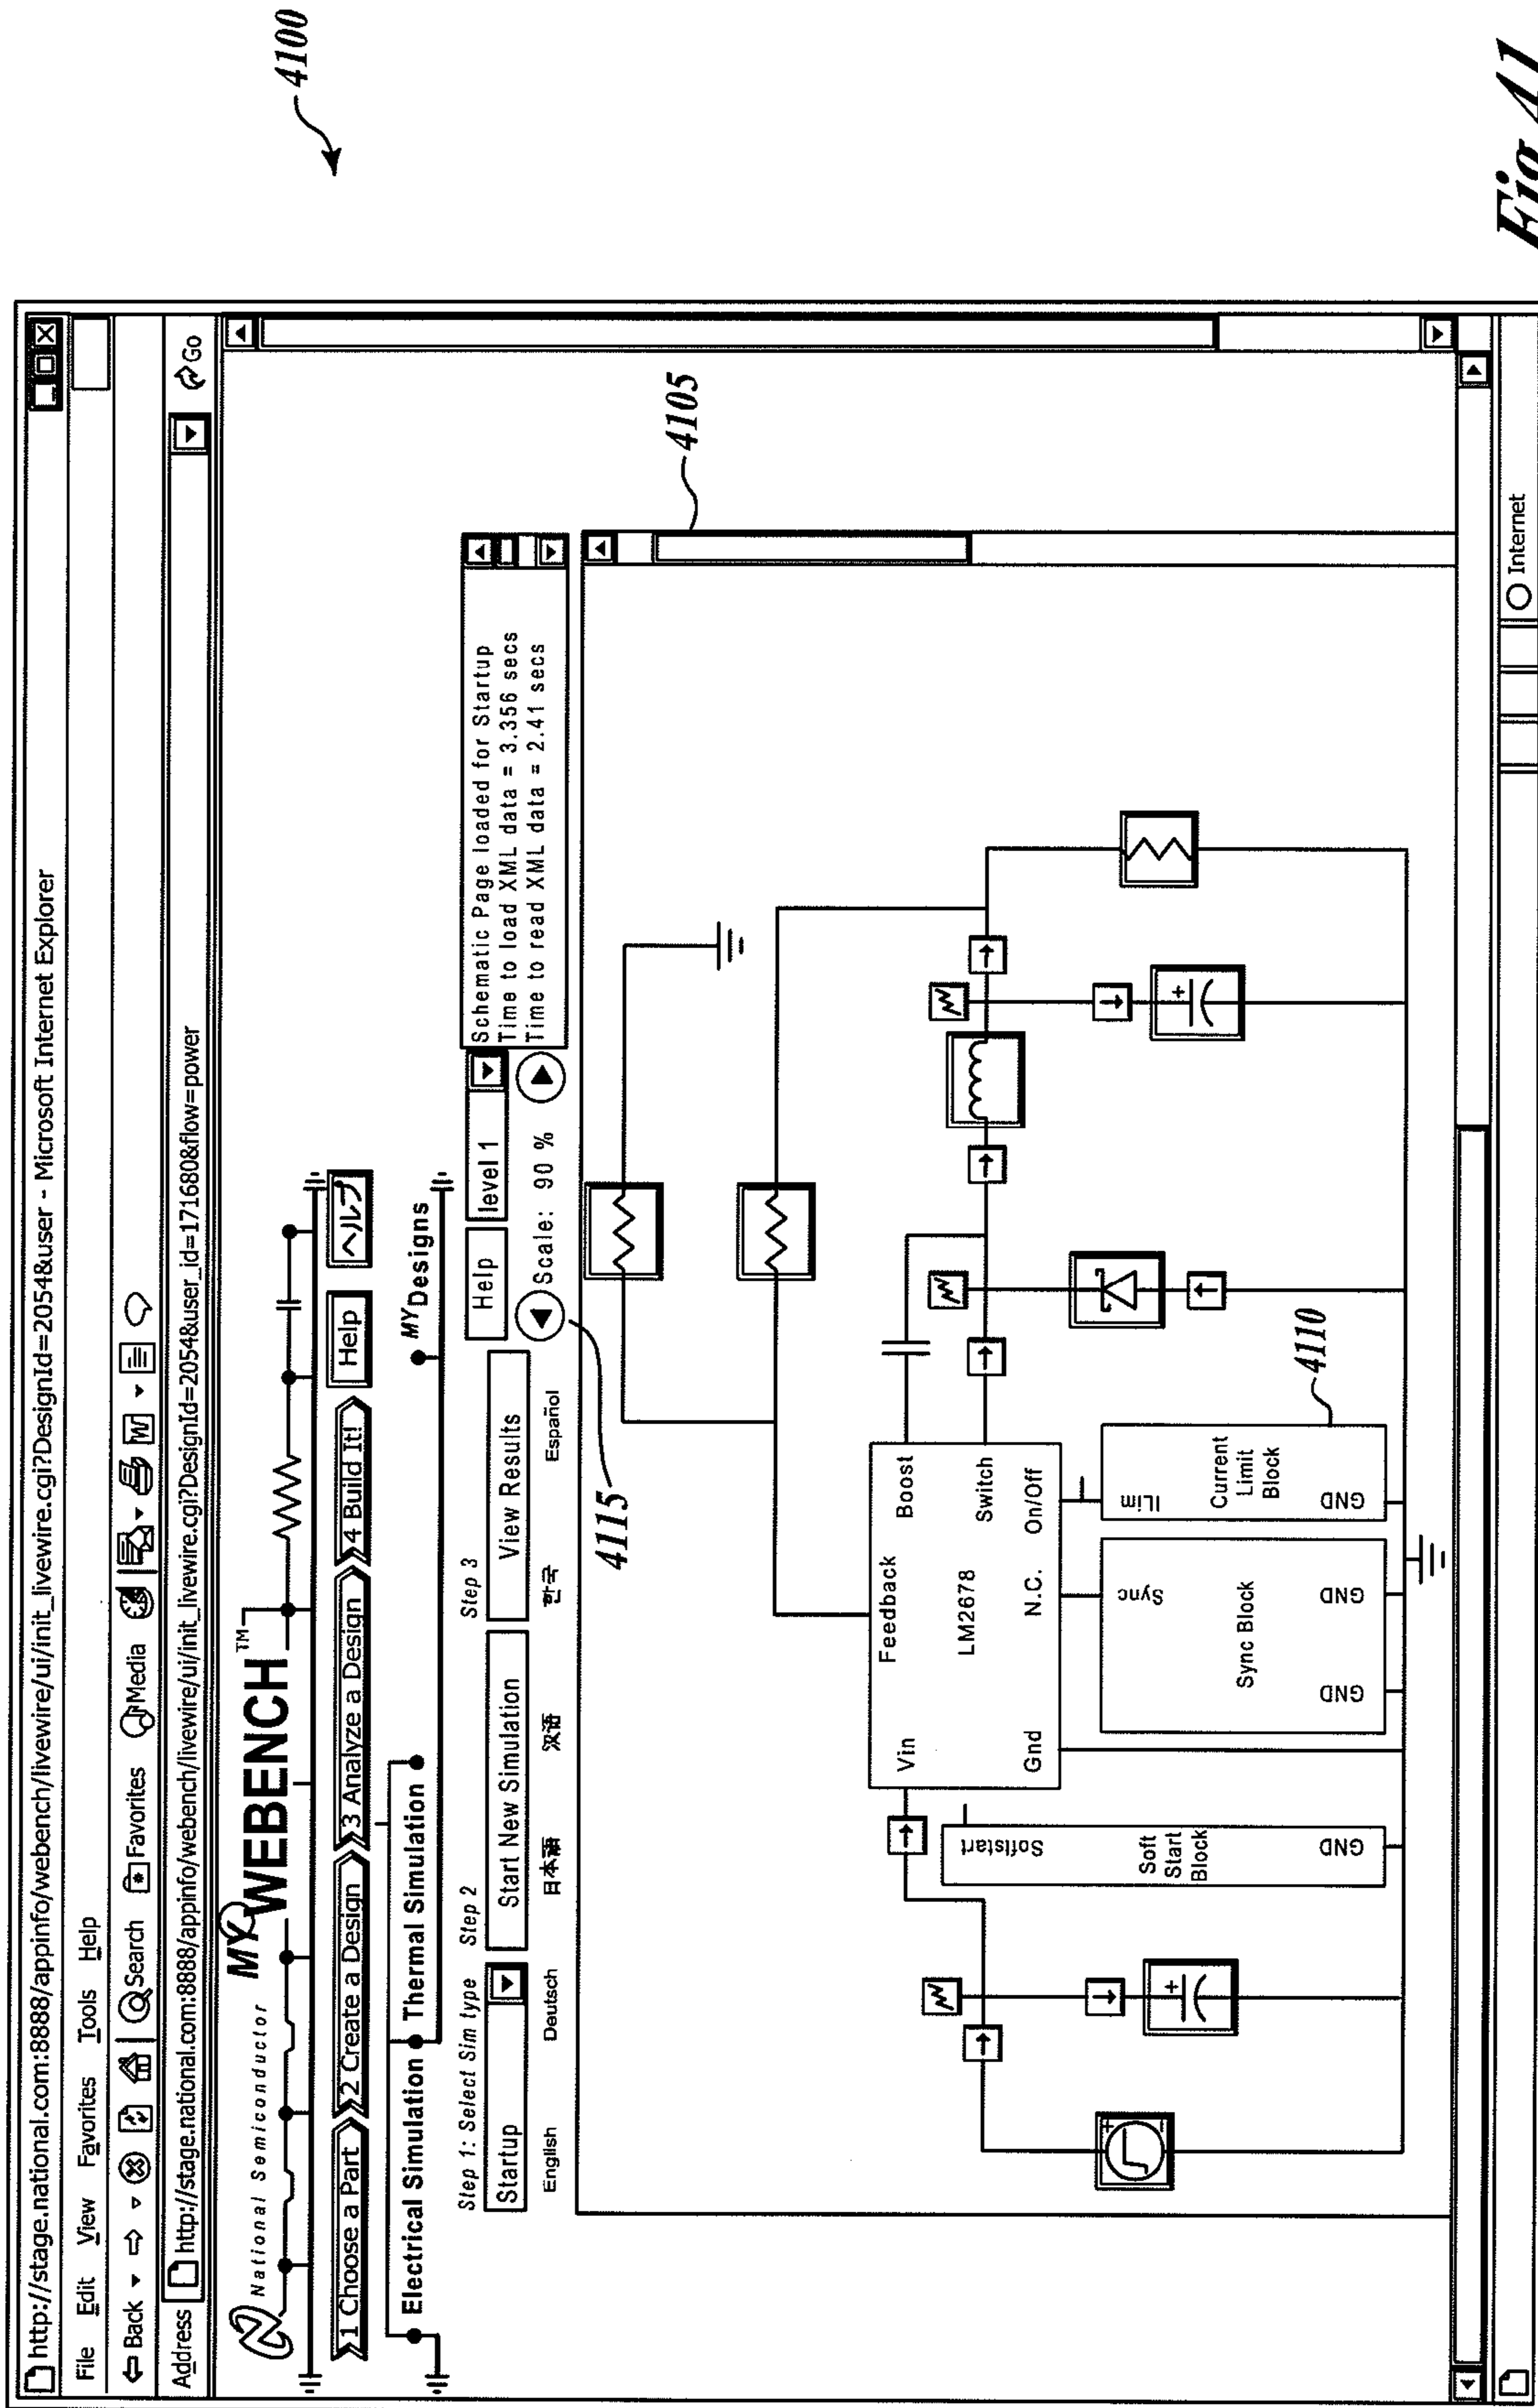 http://stage.national.com:8888/appinfo/webench/livewire/ui/init_livewire.cgi?DesignId=2054&user - Microsoft Internet Explorer
File Edit View Favorites Tools Help
Back Search Favorites Media W
Address http://stage.national.com:8888/appinfo/webench/livewire/ui/init_livewire.cgi?DesignId=2054&user_id=171680&flow=power Go
National Semiconductor
MY WEBENCH™
1 Choose a Part 2 Create a Design 3 Analyze a Design 4 Build It! Help ヘルプ
Electrical Simulation Thermal Simulation MY Designs
Step 1: Select Sim type Step 2 Step 3
Startup Start New Simulation View Results Help level 1
Schematic Page loaded for Startup
Time to load XML data = 3.356 secs
Time to read XML data = 2.41 secs
Scale: 90 %
English Deutsch 日本語 汉语 한국 Español
4115
4105
4100
Vin Feedback Boost
LM2678 Switch
Gnd N.C. On/Off
Softstart
Soft
Start
Block
GND
Sync
Sync Block
GND GND
ILim
Current
Limit
Block
GND
4110
Internet
Fig. 41